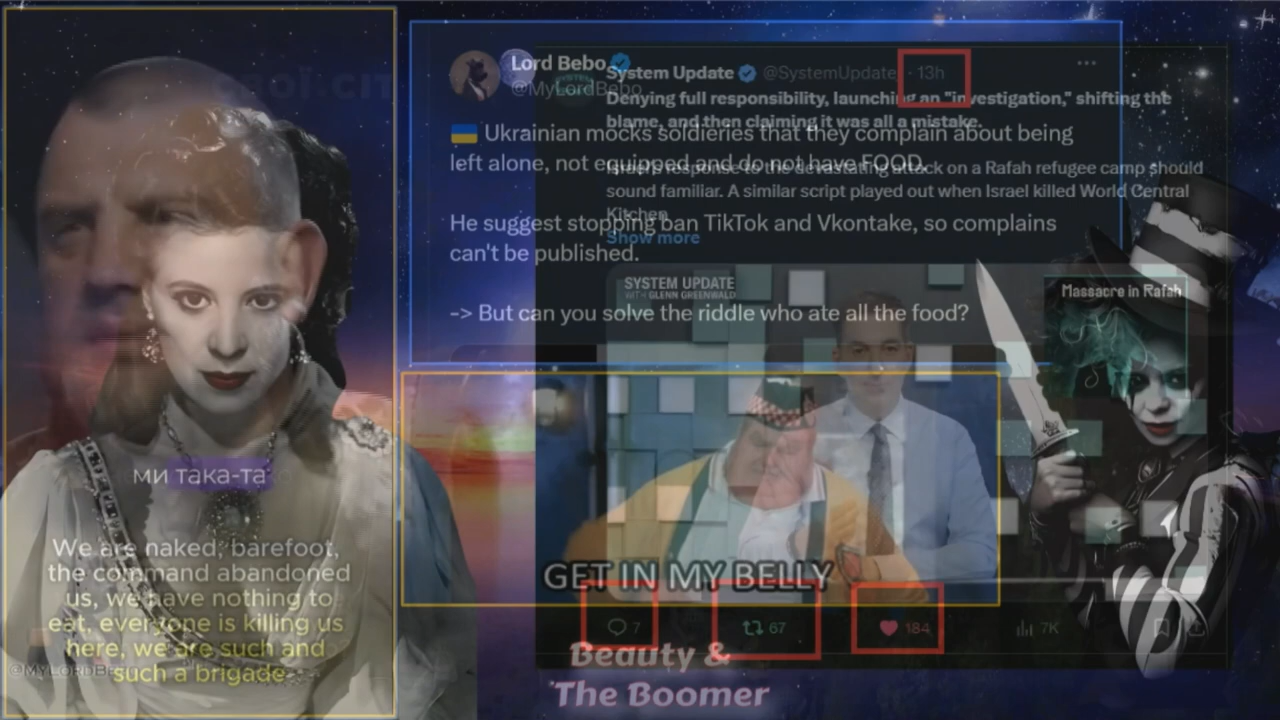 свої сит
ми така-та
We are naked, barefoot,
the command abandoned
us, we have nothing to
eat, everyone is killing us
here, we are such and
such a brigade
Lord Bebo
@MyLordBebo
🇺🇦 Ukrainian mocks soldieries that they complain about being
left alone, not equipped and do not have FOOD.
He suggest stopping ban TikTok and Vkontake, so complains
can't be published.
-> But can you solve the riddle who ate all the food?
System Update @SystemUpdate · 13h
Denying full responsibility, launching an "investigation," shifting the
blame, and then claiming it was all a mistake.
Israel's response to the devastating attack on a Rafah refugee camp should
sound familiar. A similar script played out when Israel killed World Central
Kitchen
Show more
SYSTEM UPDATE
WITH GLENN GREENWALD
Massacre in Rafah
GET IN MY BELLY
7 67 184 7K
Beauty &
The Boomer